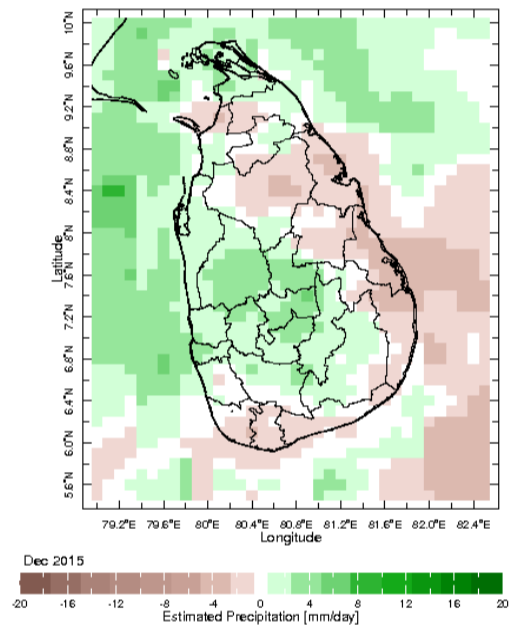 10°N
9.6°N
9.2°N
8.8°N
8.4°N
8°N
7.6°N
7.2°N
6.8°N
6.4°N
6.0°N
5.6°N
Latitude
79.2°E 79.6°E 80°E 80.4°E 80.8°E 81.2°E 81.6°E 82.0°E 82.4°E
Longitude
Dec 2015
-20 -16 -12 -8 -4 0 4 8 12 16 20
Estimated Precipitation [mm/day]